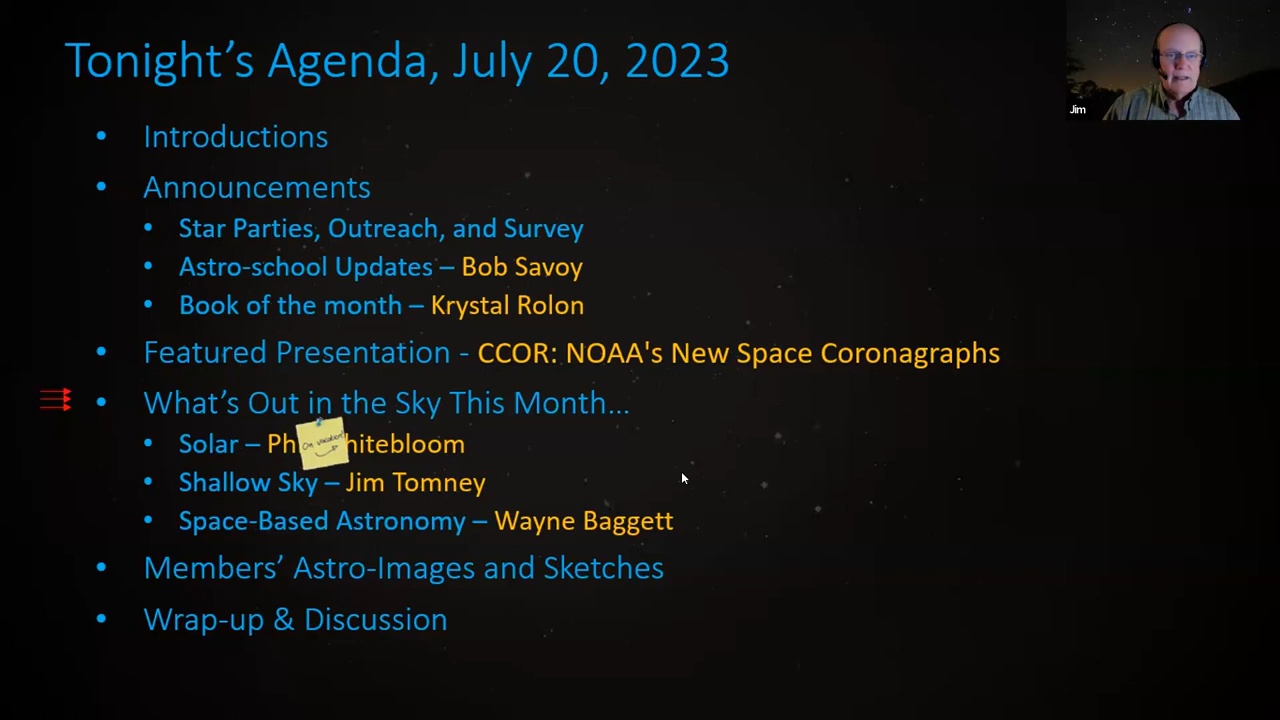 Tonight’s Agenda, July 20, 2023
Jim
• Introductions
• Announcements
• Star Parties, Outreach, and Survey
• Astro-school Updates – Bob Savoy
• Book of the month – Krystal Rolon
• Featured Presentation - CCOR: NOAA's New Space Coronagraphs
• What’s Out in the Sky This Month...
• Solar – Ph hitebloom
On vacation!
• Shallow Sky – Jim Tomney
• Space-Based Astronomy – Wayne Baggett
• Members’ Astro-Images and Sketches
• Wrap-up & Discussion